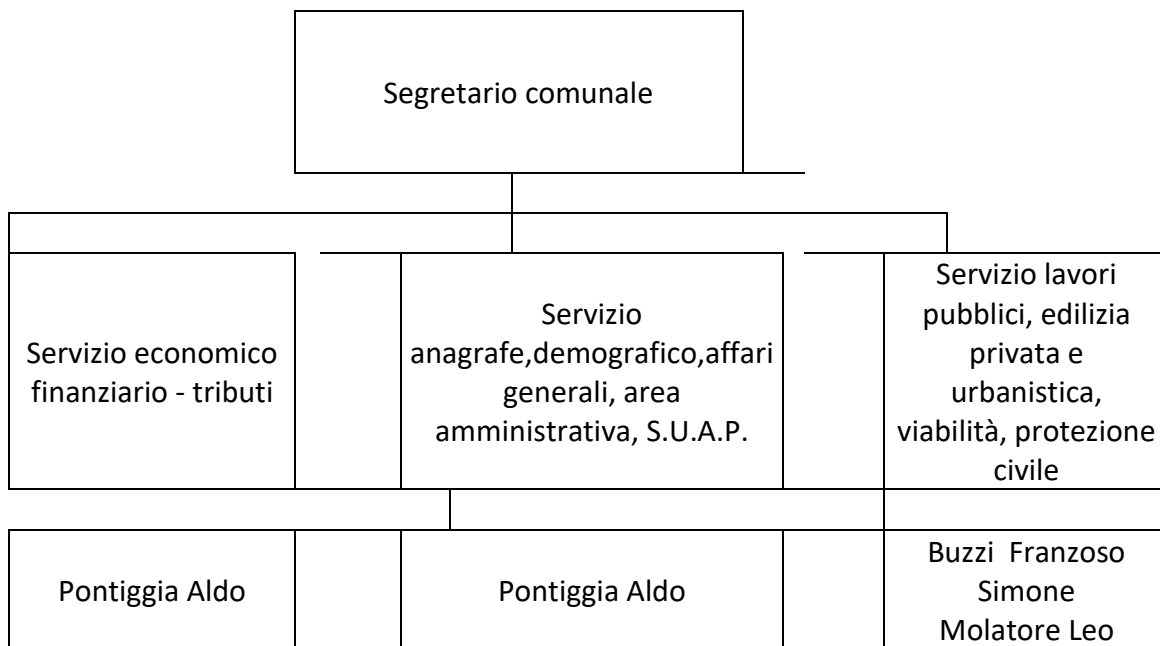 Segretario comunale
Servizio economico
finanziario - tributi
Servizio
anagrafe,demografico,affari
generali, area
amministrativa, S.U.A.P.
Servizio lavori
pubblici, edilizia
privata e
urbanistica,
viabilità, protezione
civile
Pontiggia Aldo
Pontiggia Aldo
Buzzi  Franzoso
Simone
Molatore Leo